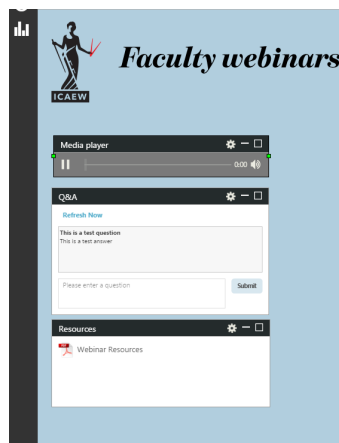 ICAEW
Faculty webinars
Media player
0:00
Q&A
Refresh Now
This is a test question
This is a test answer
Please enter a question
Submit
Resources
PDF
Webinar Resources